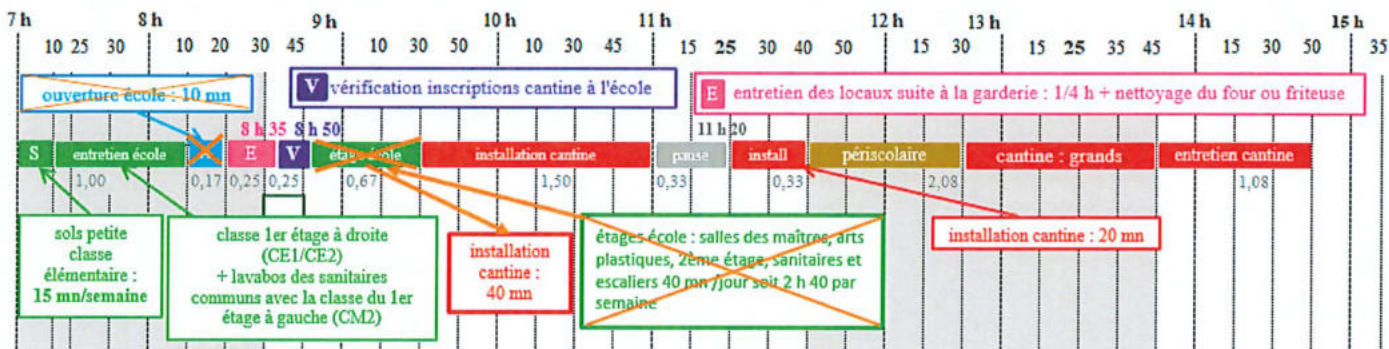 7 h 8 h 9 h 10 h 11 h 12 h 13 h 14 h 15 h
10 25 30 10 20 30 45 10 30 50 10 30 45 15 25 30 40 50 15 30 15 25 35 45 15 30 50 35
ouverture école : 10 mn
V vérification inscriptions cantine à l'école
E entretien des locaux suite à la garderie : 1/4 h + nettoyage du four ou friteuse
8 h 35 8 h 50 11 h 20
S entretien école E V étage école installation cantine pause install périscolaire cantine : grands entretien cantine
1,00 0,17 0,25 0,25 0,67 1,50 0,33 0,33 2,08 1,08
sols petite
classe
élémentaire :
15 mn/semaine
classe 1er étage à droite
(CE1/CE2)
+ lavabos des sanitaires
communs avec la classe du 1er
étage à gauche (CM2)
installation
cantine :
40 mn
étages école : salles des maîtres, arts
plastiques, 2ème étage, sanitaires et
escaliers 40 mn /jour soit 2 h 40 par
semaine
installation cantine : 20 mn